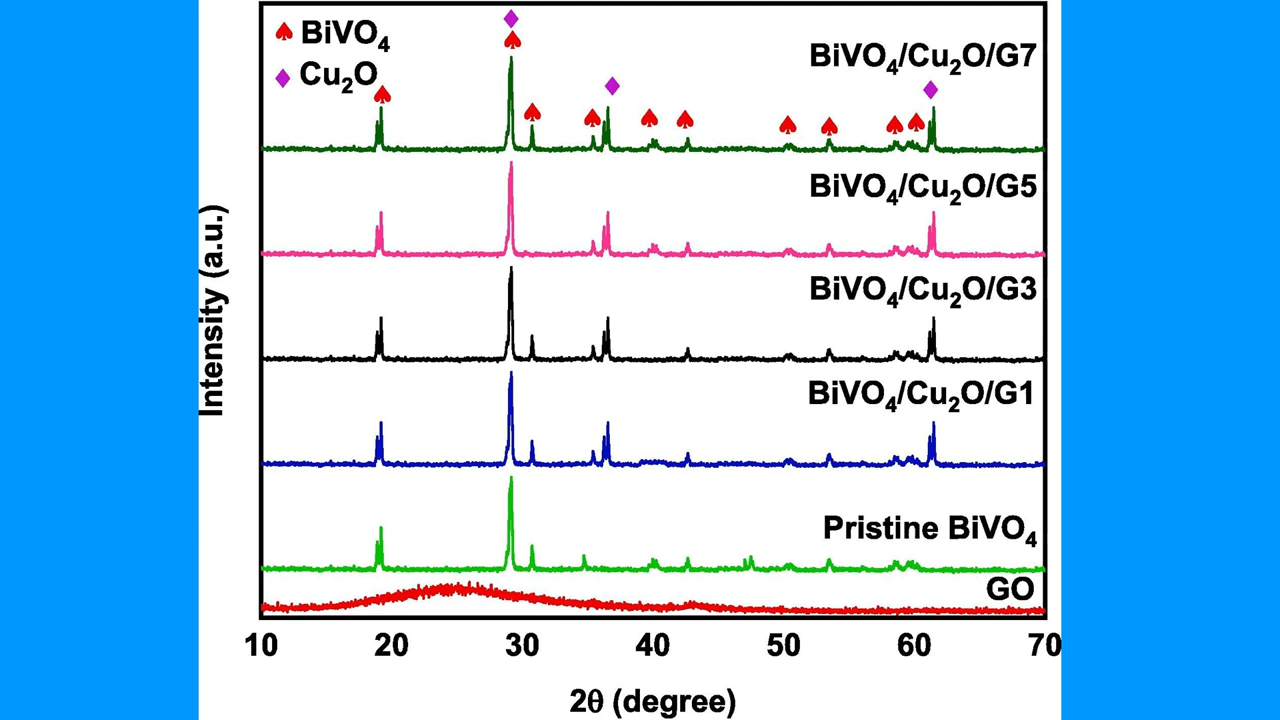 BiVO₄
Cu₂O
BiVO₄/Cu₂O/G7
BiVO₄/Cu₂O/G5
BiVO₄/Cu₂O/G3
BiVO₄/Cu₂O/G1
Pristine BiVO₄
GO
Intensity (a.u.)
10 20 30 40 50 60 70
2θ (degree)